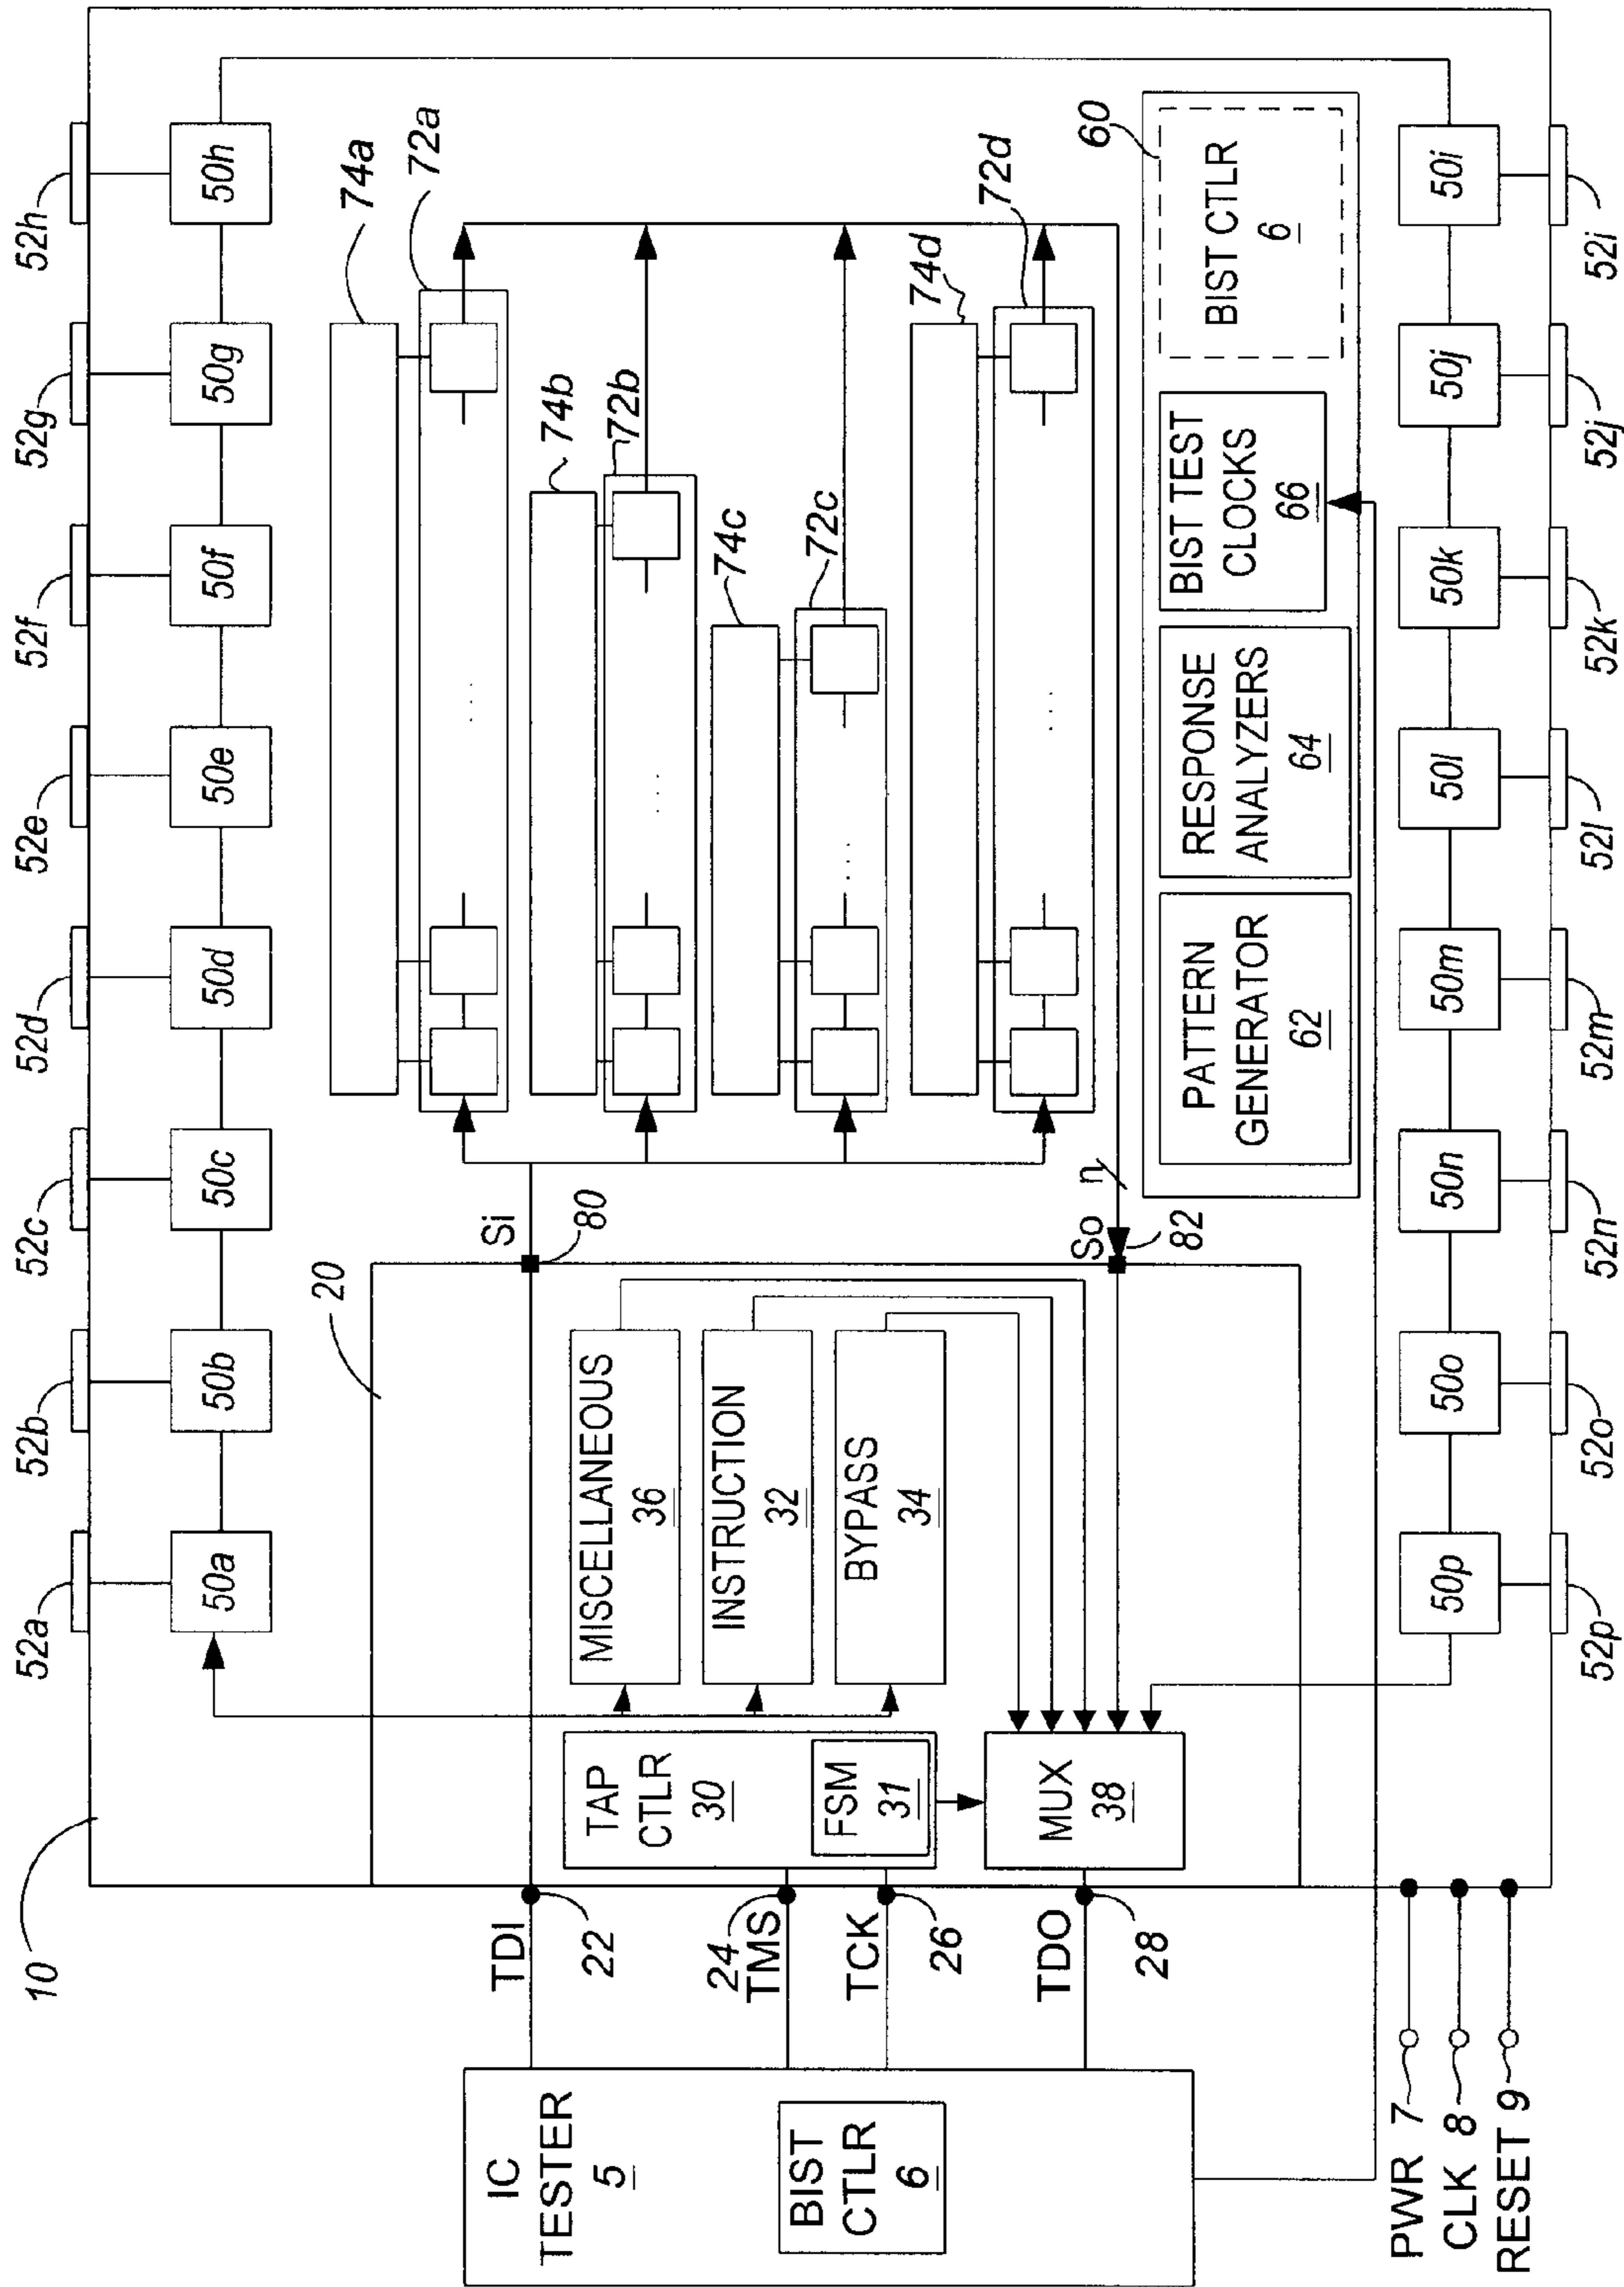 10
52a
52b
52c
52d
52e
52f
52g
52h
50a
50b
50c
50d
50e
50f
50g
50h
20
IC
TESTER
5
BIST
CTLR
6
TDI
22
24
TMS
TCK
26
TDO
28
TAP
CTLR
30
FSM
31
MUX
38
MISCELLANEOUS
36
INSTRUCTION
32
BYPASS
34
Si
80
So
82
n
74a
72a
74b
72b
74c
72c
74d
72d
60
PATTERN
GENERATOR
62
RESPONSE
ANALYZERS
64
BIST TEST
CLOCKS
66
BIST CTLR
6
PWR 7
CLK 8
RESET 9
50p
50o
50n
50m
50l
50k
50j
50i
52p
52o
52n
52m
52l
52k
52j
52i